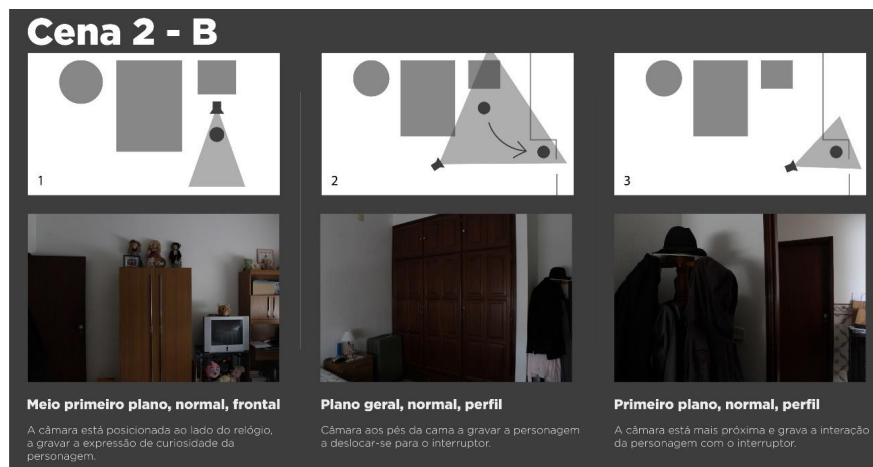 Cena 2 - B
1
2
3
Meio primeiro plano, normal, frontal
A câmara está posicionada ao lado do relógio,
a gravar a expressão de curiosidade da
personagem.
Plano geral, normal, perfil
Câmara aos pés da cama a gravar a personagem
a deslocar-se para o interruptor.
Primeiro plano, normal, perfil
A câmara está mais próxima e grava a interação
da personagem com o interruptor.